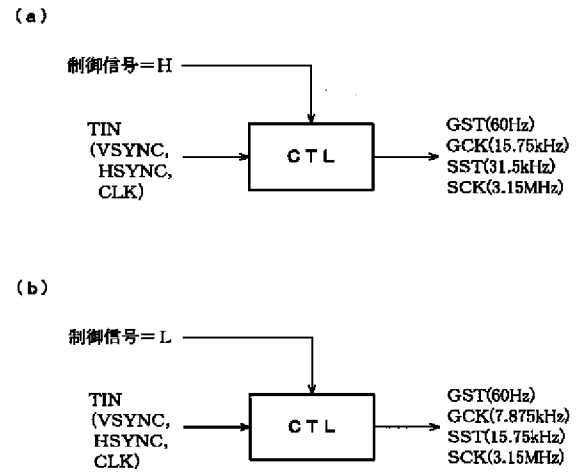 (a)
制御信号=H
TIN
(VSYNC,
HSYNC,
CLK)
CTL
GST(60Hz)
GCK(15.75kHz)
SST(31.5kHz)
SCK(3.15MHz)
(b)
制御信号=L
TIN
(VSYNC,
HSYNC,
CLK)
CTL
GST(60Hz)
GCK(7.875kHz)
SST(15.75kHz)
SCK(3.15MHz)